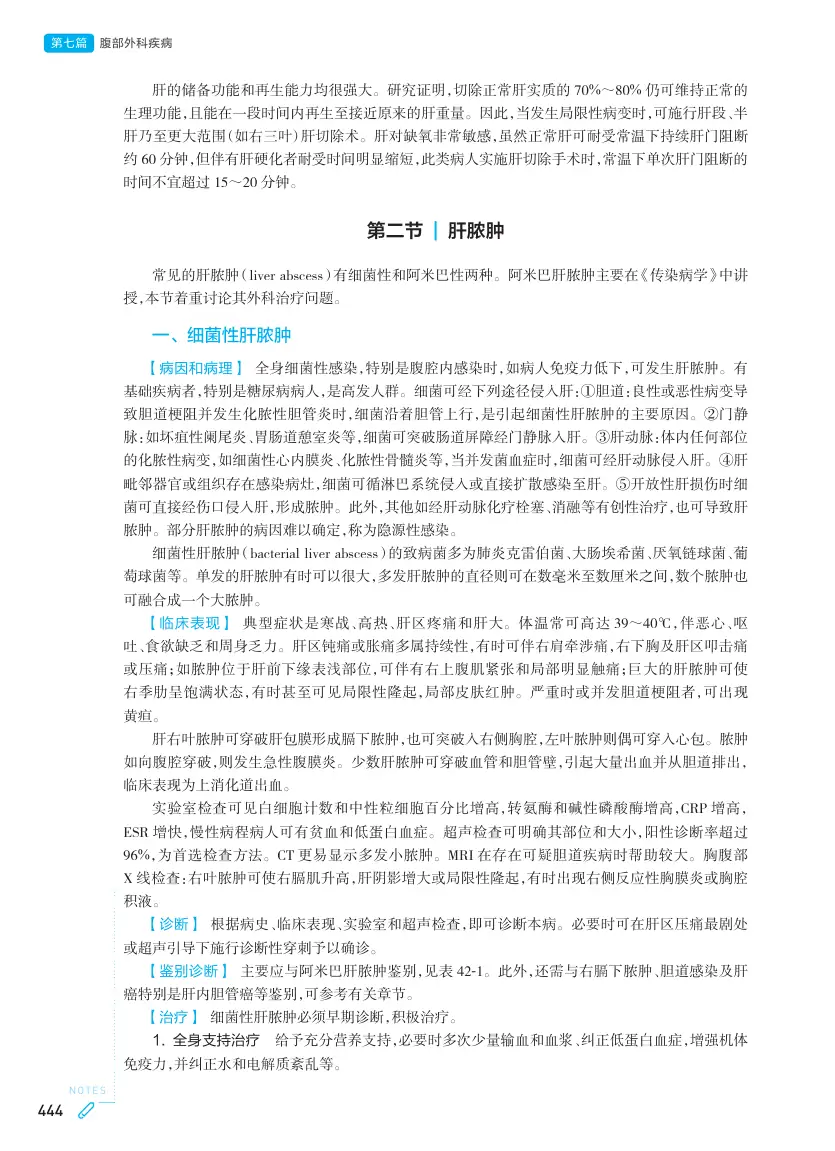 第七篇 腹部外科疾病
肝的储备功能和再生能力均很强大。研究证明,切除正常肝实质的 70%～80% 仍可维持正常的
生理功能,且能在一段时间内再生至接近原来的肝重量。因此,当发生局限性病变时,可施行肝段、半
肝乃至更大范围(如右三叶)肝切除术。肝对缺氧非常敏感,虽然正常肝可耐受常温下持续肝门阻断
约 60 分钟,但伴有肝硬化者耐受时间明显缩短,此类病人实施肝切除手术时,常温下单次肝门阻断的
时间不宜超过 15～20 分钟。
第二节 | 肝脓肿
常见的肝脓肿(liver abscess)有细菌性和阿米巴性两种。阿米巴肝脓肿主要在《传染病学》中讲
授,本节着重讨论其外科治疗问题。
一、细菌性肝脓肿
【病因和病理】 全身细菌性感染,特别是腹腔内感染时,如病人免疫力低下,可发生肝脓肿。有
基础疾病者,特别是糖尿病病人,是高发人群。细菌可经下列途径侵入肝:①胆道:良性或恶性病变导
致胆道梗阻并发生化脓性胆管炎时,细菌沿着胆管上行,是引起细菌性肝脓肿的主要原因。②门静
脉:如坏疽性阑尾炎、胃肠道憩室炎等,细菌可突破肠道屏障经门静脉入肝。③肝动脉:体内任何部位
的化脓性病变,如细菌性心内膜炎、化脓性骨髓炎等,当并发菌血症时,细菌可经肝动脉侵入肝。④肝
毗邻器官或组织存在感染病灶,细菌可循淋巴系统侵入或直接扩散感染至肝。⑤开放性肝损伤时细
菌可直接经伤口侵入肝,形成脓肿。此外,其他如经肝动脉化疗栓塞、消融等有创性治疗,也可导致肝
脓肿。部分肝脓肿的病因难以确定,称为隐源性感染。
细菌性肝脓肿(bacterial liver abscess)的致病菌多为肺炎克雷伯菌、大肠埃希菌、厌氧链球菌、葡
萄球菌等。单发的肝脓肿有时可以很大,多发肝脓肿的直径则可在数毫米至数厘米之间,数个脓肿也
可融合成一个大脓肿。
【临床表现】 典型症状是寒战、高热、肝区疼痛和肝大。体温常可高达 39～40℃,伴恶心、呕
吐、食欲缺乏和周身乏力。肝区钝痛或胀痛多属持续性,有时可伴右肩牵涉痛,右下胸及肝区叩击痛
或压痛;如脓肿位于肝前下缘表浅部位,可伴有右上腹肌紧张和局部明显触痛;巨大的肝脓肿可使
右季肋呈饱满状态,有时甚至可见局限性隆起,局部皮肤红肿。严重时或并发胆道梗阻者,可出现
黄疸。
肝右叶脓肿可穿破肝包膜形成膈下脓肿,也可突破入右侧胸腔,左叶脓肿则偶可穿入心包。脓肿
如向腹腔穿破,则发生急性腹膜炎。少数肝脓肿可穿破血管和胆管壁,引起大量出血并从胆道排出,
临床表现为上消化道出血。
实验室检查可见白细胞计数和中性粒细胞百分比增高,转氨酶和碱性磷酸酶增高,CRP 增高,
ESR 增快,慢性病程病人可有贫血和低蛋白血症。超声检查可明确其部位和大小,阳性诊断率超过
96%,为首选检查方法。CT 更易显示多发小脓肿。MRI 在存在可疑胆道疾病时帮助较大。胸腹部
X 线检查:右叶脓肿可使右膈肌升高,肝阴影增大或局限性隆起,有时出现右侧反应性胸膜炎或胸腔
积液。
【诊断】 根据病史、临床表现、实验室和超声检查,即可诊断本病。必要时可在肝区压痛最剧处
或超声引导下施行诊断性穿刺予以确诊。
【鉴别诊断】 主要应与阿米巴肝脓肿鉴别,见表 42-1。此外,还需与右膈下脓肿、胆道感染及肝
癌特别是肝内胆管癌等鉴别,可参考有关章节。
【治疗】 细菌性肝脓肿必须早期诊断,积极治疗。
1. 全身支持治疗 给予充分营养支持,必要时多次少量输血和血浆、纠正低蛋白血症,增强机体
免疫力,并纠正水和电解质紊乱等。
NOTES
444